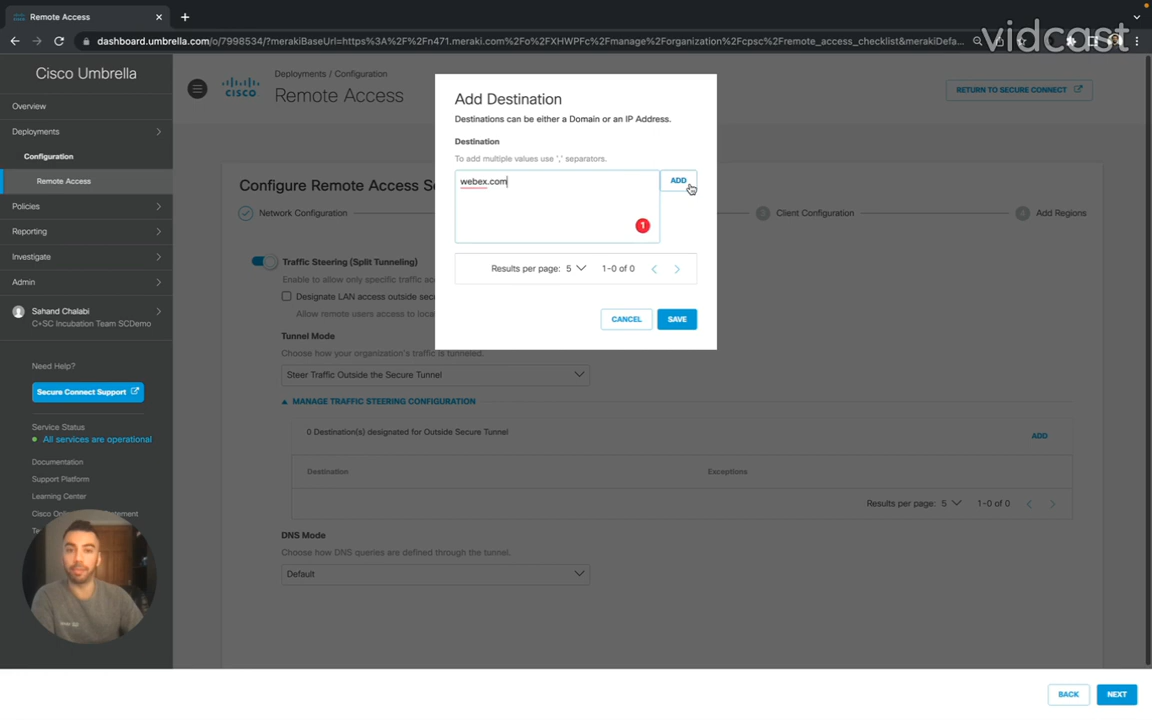 Remote Access
dashboard.umbrella.com/o/7998534/?merakiBaseUrl=https%3A%2F%2Fn471.meraki.com%2Fo%2FXHWPFc%2Fmanage%2Forganization%2Fcpsc%2Fremote_access_checklist&merakiDefa...
vidcast
Cisco Umbrella
Overview
Deployments
Configuration
Remote Access
Policies
Reporting
Investigate
Admin
Sahand Chalabi
C+SC Incubation Team SCDemo
Need Help?
Secure Connect Support
Service Status
All services are operational
Documentation
Support Platform
Learning Center
CISCO
Deployments / Configuration
Remote Access
RETURN TO SECURE CONNECT
Configure Remote Access
Network Configuration
3 Client Configuration
4 Add Regions
Traffic Steering (Split Tunneling)
Enable to allow only specific traffic
Designate LAN access outside
Allow remote users access to
Tunnel Mode
Choose how your organization's traffic is tunneled.
Steer Traffic Outside the Secure Tunnel
MANAGE TRAFFIC STEERING CONFIGURATION
0 Destination(s) designated for Outside Secure Tunnel
ADD
Destination Exceptions
Results per page: 5 1-0 of 0
DNS Mode
Choose how DNS queries are defined through the tunnel.
Default
Add Destination
Destinations can be either a Domain or an IP Address.
Destination
To add multiple values use ',' separators.
webex.com
ADD
1
Results per page: 5 1-0 of 0
CANCEL SAVE
BACK NEXT